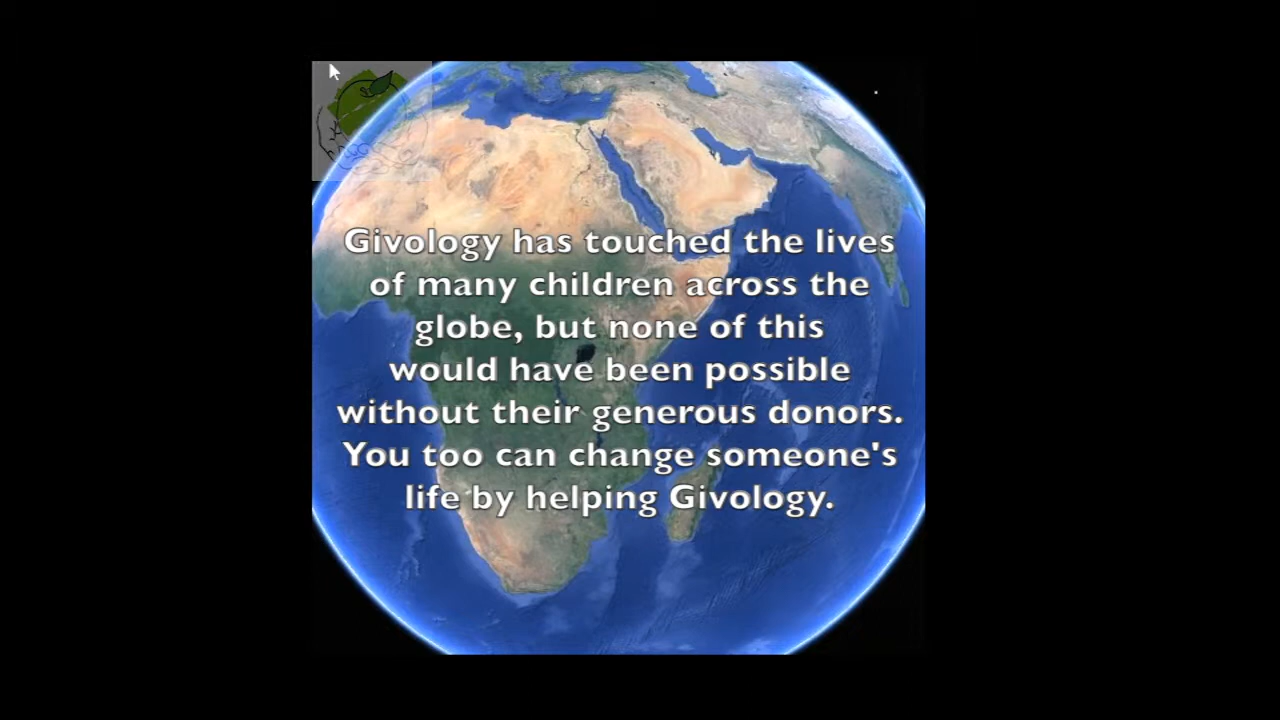 Givology has touched the lives
of many children across the
globe, but none of this
would have been possible
without their generous donors.
You too can change someone's
life by helping Givology.